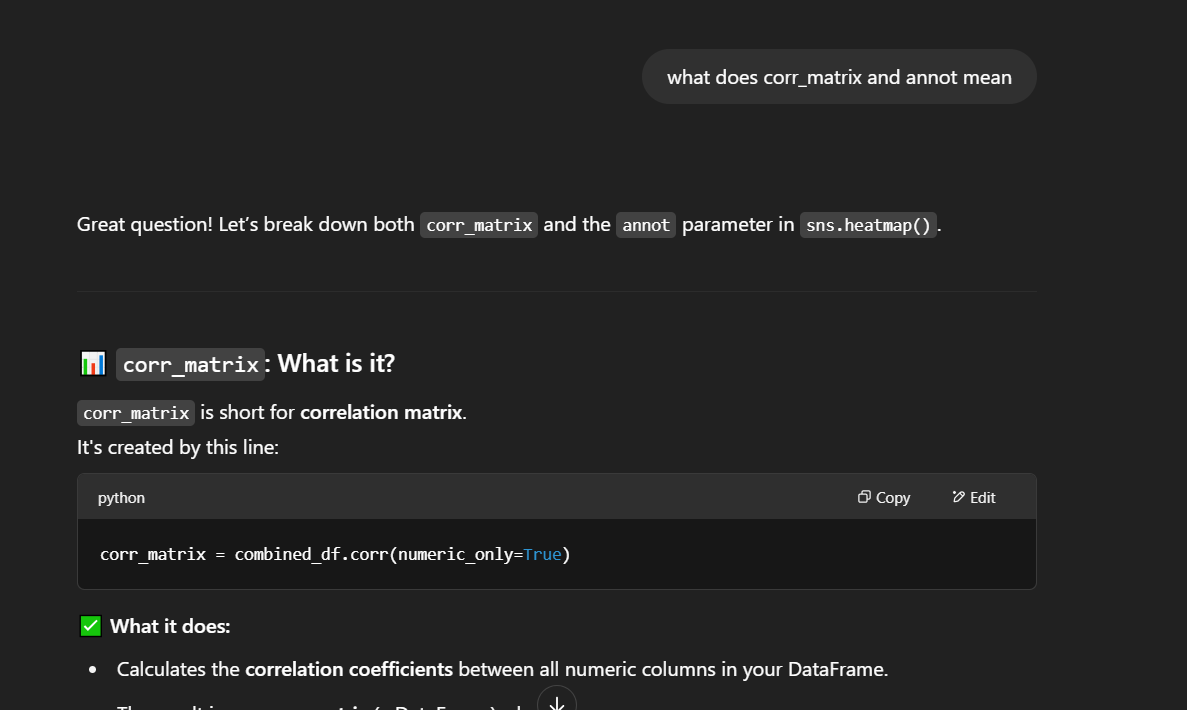 what does corr_matrix and annot mean
Great question! Let’s break down both corr_matrix and the annot parameter in sns.heatmap().
corr_matrix: What is it?
corr_matrix is short for correlation matrix.
It's created by this line:
python Copy Edit
corr_matrix = combined_df.corr(numeric_only=True)
What it does:
• Calculates the correlation coefficients between all numeric columns in your DataFrame.